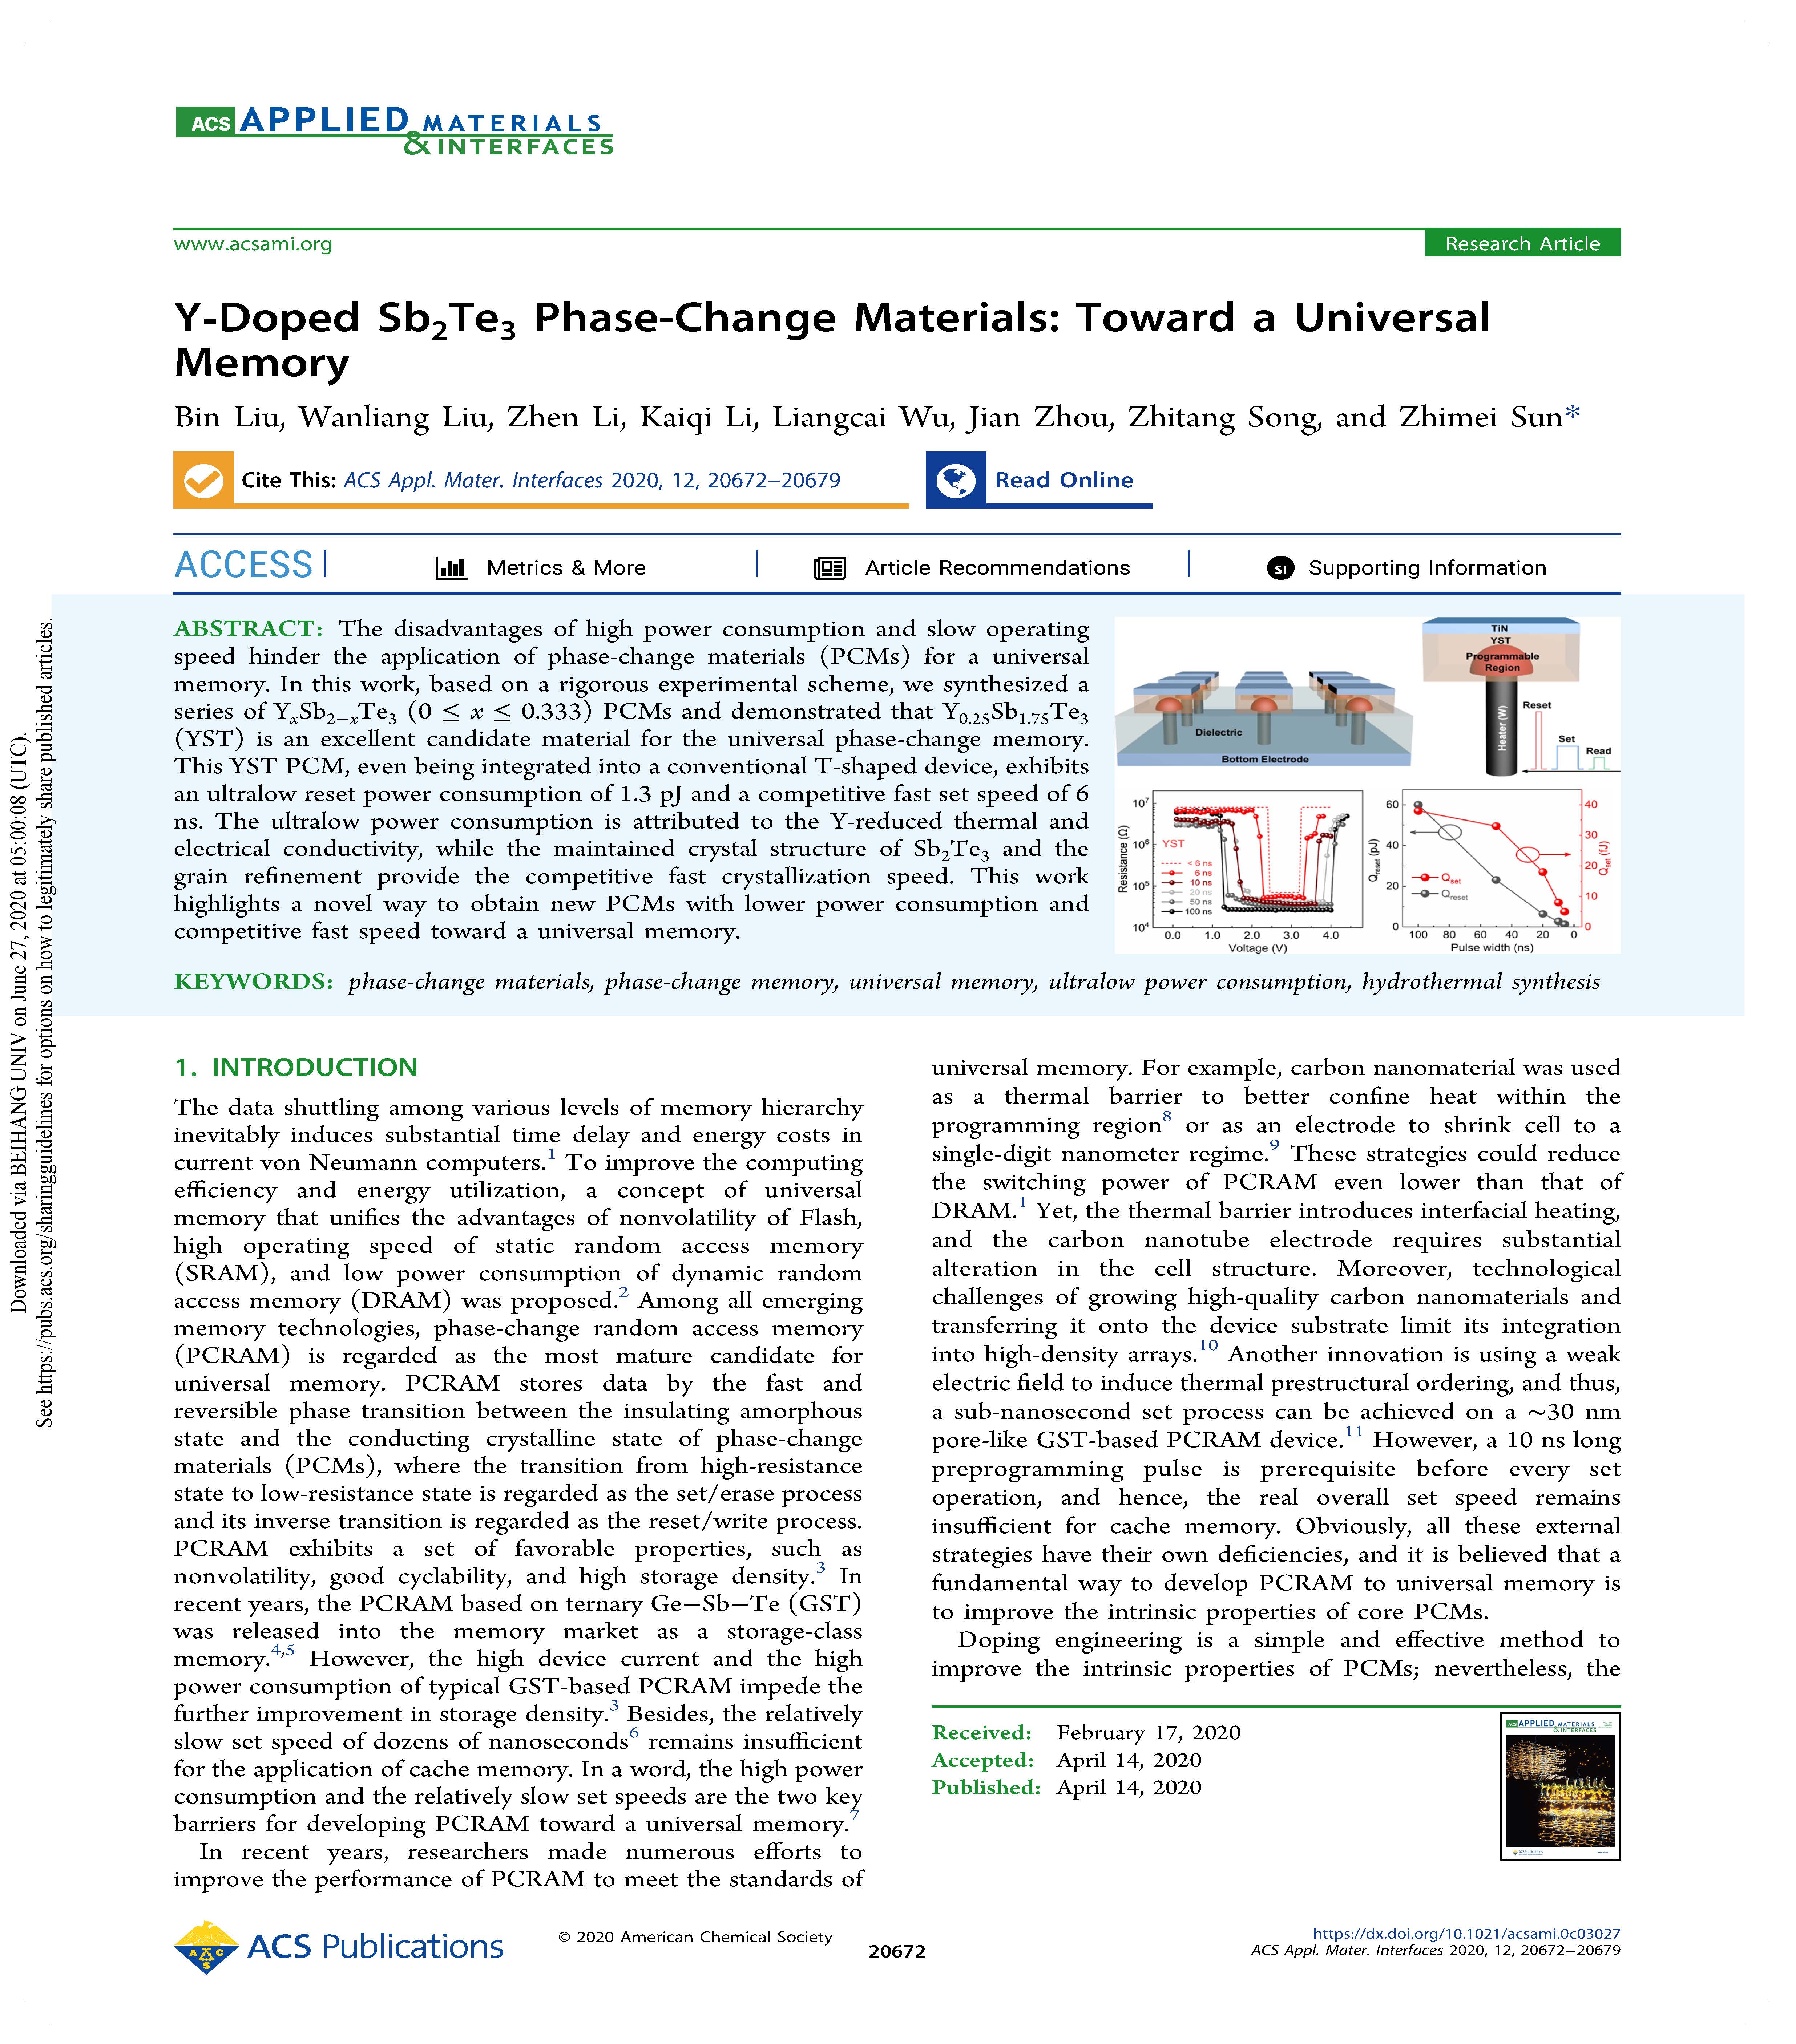 ACS APPLIED MATERIALS
& INTERFACES
www.acsami.org
Research Article
Y-Doped Sb2Te3 Phase-Change Materials: Toward a Universal
Memory
Bin Liu, Wanliang Liu, Zhen Li, Kaiqi Li, Liangcai Wu, Jian Zhou, Zhitang Song, and Zhimei Sun*
Cite This: ACS Appl. Mater. Interfaces 2020, 12, 20672–20679
Read Online
ACCESS
Metrics & More
Article Recommendations
SI Supporting Information
ABSTRACT: The disadvantages of high power consumption and slow operating
speed hinder the application of phase-change materials (PCMs) for a universal
memory. In this work, based on a rigorous experimental scheme, we synthesized a
series of YxSb2−xTe3 (0 ≤ x ≤ 0.333) PCMs and demonstrated that Y0.25Sb1.75Te3
(YST) is an excellent candidate material for the universal phase-change memory.
This YST PCM, even being integrated into a conventional T-shaped device, exhibits
an ultralow reset power consumption of 1.3 pJ and a competitive fast set speed of 6
ns. The ultralow power consumption is attributed to the Y-reduced thermal and
electrical conductivity, while the maintained crystal structure of Sb2Te3 and the
grain refinement provide the competitive fast crystallization speed. This work
highlights a novel way to obtain new PCMs with lower power consumption and
competitive fast speed toward a universal memory.
Dielectric
Bottom Electrode
TiN
YST
Programmable
Region
Heater (W)
Reset
Set
Read
Resistance (Ω)
10^7
10^6
10^5
10^4
YST
< 6 ns
6 ns
10 ns
20 ns
50 ns
100 ns
0.0 1.0 2.0 3.0 4.0
Voltage (V)
Qreset (pJ)
60
40
20
0
Qset
Qreset
100 80 60 40 20 0
Pulse width (ns)
40
30
20
10
0
Qset (fJ)
KEYWORDS: phase-change materials, phase-change memory, universal memory, ultralow power consumption, hydrothermal synthesis
1. INTRODUCTION
The data shuttling among various levels of memory hierarchy
inevitably induces substantial time delay and energy costs in
current von Neumann computers.1 To improve the computing
efficiency and energy utilization, a concept of universal
memory that unifies the advantages of nonvolatility of Flash,
high operating speed of static random access memory
(SRAM), and low power consumption of dynamic random
access memory (DRAM) was proposed.2 Among all emerging
memory technologies, phase-change random access memory
(PCRAM) is regarded as the most mature candidate for
universal memory. PCRAM stores data by the fast and
reversible phase transition between the insulating amorphous
state and the conducting crystalline state of phase-change
materials (PCMs), where the transition from high-resistance
state to low-resistance state is regarded as the set/erase process
and its inverse transition is regarded as the reset/write process.
PCRAM exhibits a set of favorable properties, such as
nonvolatility, good cyclability, and high storage density.3 In
recent years, the PCRAM based on ternary Ge−Sb−Te (GST)
was released into the memory market as a storage-class
memory.4,5 However, the high device current and the high
power consumption of typical GST-based PCRAM impede the
further improvement in storage density.3 Besides, the relatively
slow set speed of dozens of nanoseconds6 remains insufficient
for the application of cache memory. In a word, the high power
consumption and the relatively slow set speeds are the two key
barriers for developing PCRAM toward a universal memory.7
In recent years, researchers made numerous efforts to
improve the performance of PCRAM to meet the standards of
universal memory. For example, carbon nanomaterial was used
as a thermal barrier to better confine heat within the
programming region8 or as an electrode to shrink cell to a
single-digit nanometer regime.9 These strategies could reduce
the switching power of PCRAM even lower than that of
DRAM.1 Yet, the thermal barrier introduces interfacial heating,
and the carbon nanotube electrode requires substantial
alteration in the cell structure. Moreover, technological
challenges of growing high-quality carbon nanomaterials and
transferring it onto the device substrate limit its integration
into high-density arrays.10 Another innovation is using a weak
electric field to induce thermal prestructural ordering, and thus,
a sub-nanosecond set process can be achieved on a ∼30 nm
pore-like GST-based PCRAM device.11 However, a 10 ns long
preprogramming pulse is prerequisite before every set
operation, and hence, the real overall set speed remains
insufficient for cache memory. Obviously, all these external
strategies have their own deficiencies, and it is believed that a
fundamental way to develop PCRAM to universal memory is
to improve the intrinsic properties of core PCMs.
Doping engineering is a simple and effective method to
improve the intrinsic properties of PCMs; nevertheless, the
Received: February 17, 2020
Accepted: April 14, 2020
Published: April 14, 2020
ACS APPLIED MATERIALS
& INTERFACES
ACS Publications
© 2020 American Chemical Society
20672
https://dx.doi.org/10.1021/acsami.0c03027
ACS Appl. Mater. Interfaces 2020, 12, 20672−20679
Downloaded via BEIHANG UNIV on June 27, 2020 at 05:00:08 (UTC).
See https://pubs.acs.org/sharingguidelines for options on how to legitimately share published articles.